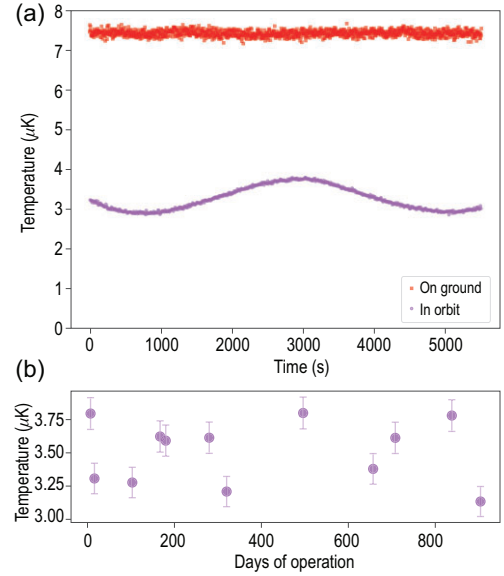 (a)
8
7
6
5
4
3
2
1
0
Temperature (μK)
On ground
In orbit
0 1000 2000 3000 4000 5000
Time (s)
(b)
3.75
3.50
3.25
3.00
Temperature (μK)
0 200 400 600 800
Days of operation